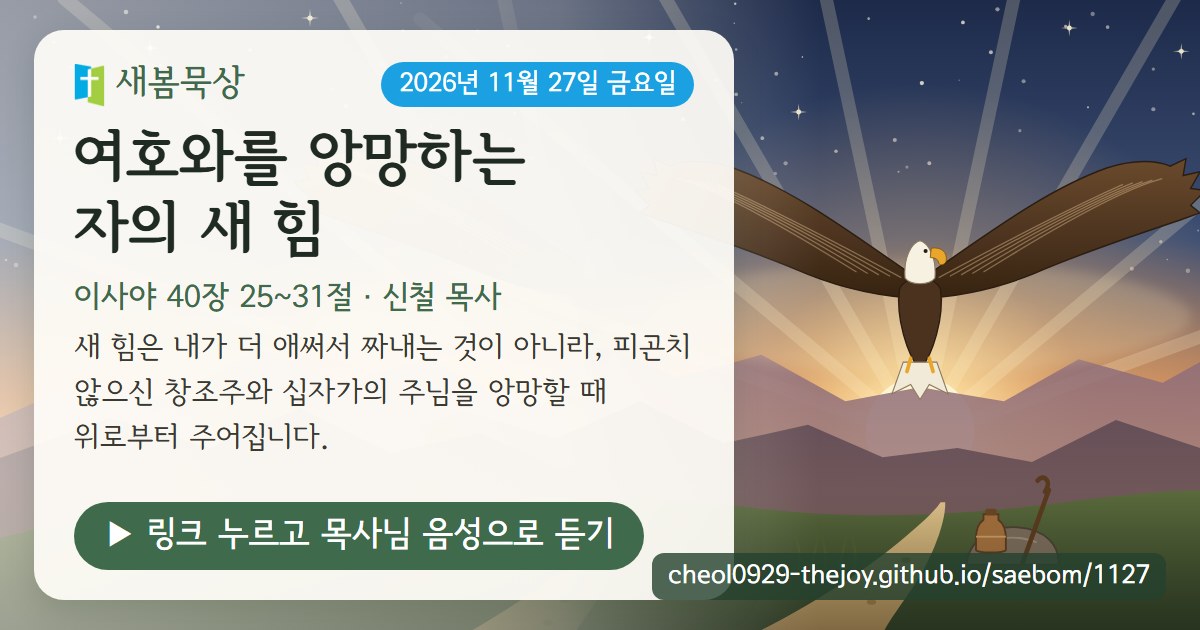 새봄묵상
2026년 11월 27일 금요일
여호와를 앙망하는
자의 새 힘
이사야 40장 25~31절 · 신철 목사
새 힘은 내가 더 애써서 짜내는 것이 아니라, 피곤치
않으신 창조주와 십자가의 주님을 앙망할 때
위로부터 주어집니다.
▶ 링크 누르고 목사님 음성으로 듣기
cheol0929-thejoy.github.io/saebom/1127